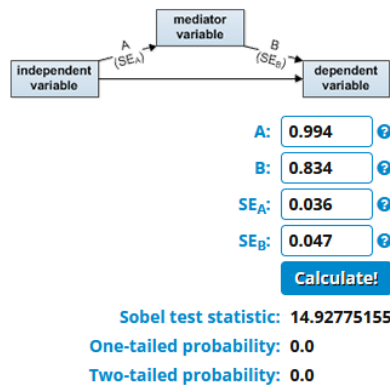 mediator
variable
A
(SEA)
B
(SEB)
independent
variable
dependent
variable
A: 0.994 ?
B: 0.834 ?
SEA: 0.036 ?
SEB: 0.047 ?
Calculate!
Sobel test statistic: 14.92775155
One-tailed probability: 0.0
Two-tailed probability: 0.0